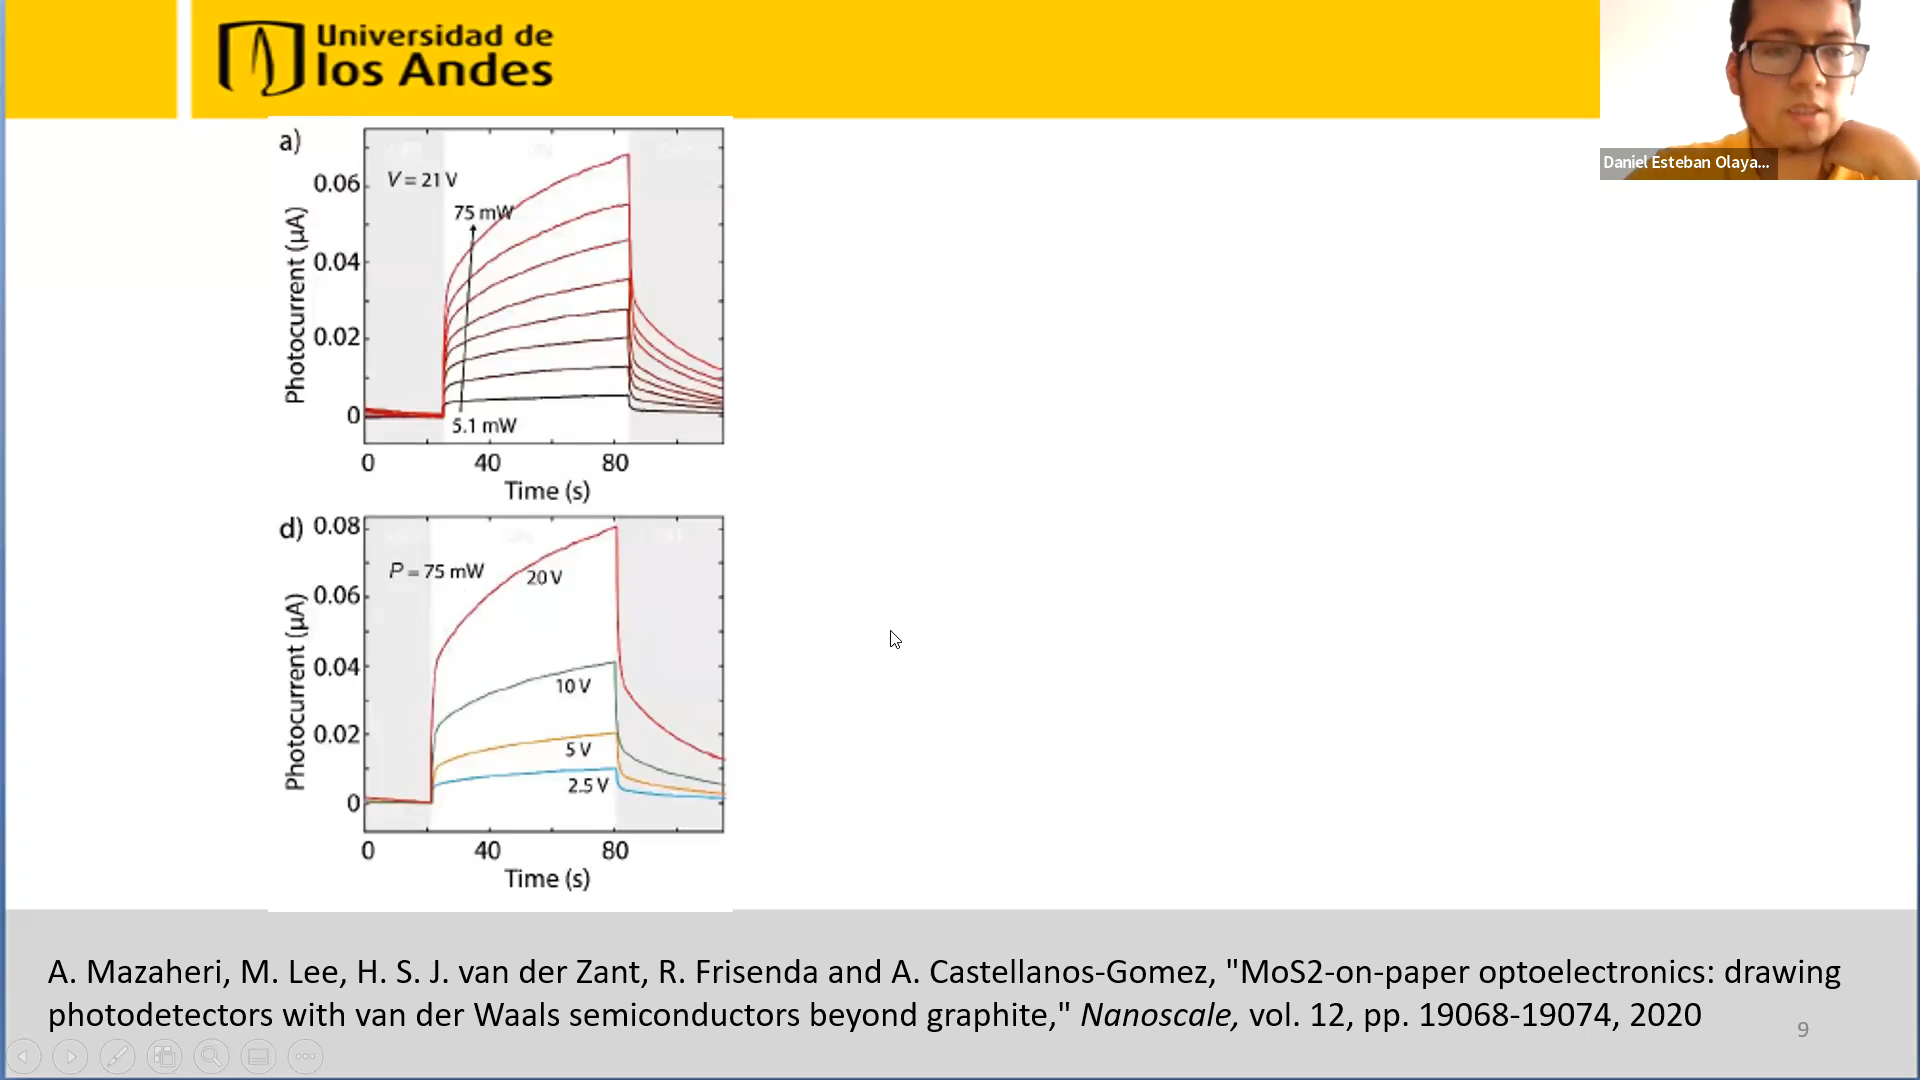 Universidad de
los Andes
Daniel Esteban Olaya...
a)
V = 21 V
75 mW
5.1 mW
0.06
0.04
0.02
0
Photocurrent (µA)
0 40 80
Time (s)
d)
P = 75 mW
20 V
10 V
5 V
2.5 V
0.08
0.06
0.04
0.02
0
Photocurrent (µA)
0 40 80
Time (s)
A. Mazaheri, M. Lee, H. S. J. van der Zant, R. Frisenda and A. Castellanos-Gomez, "MoS2-on-paper optoelectronics: drawing
photodetectors with van der Waals semiconductors beyond graphite," Nanoscale, vol. 12, pp. 19068-19074, 2020
9